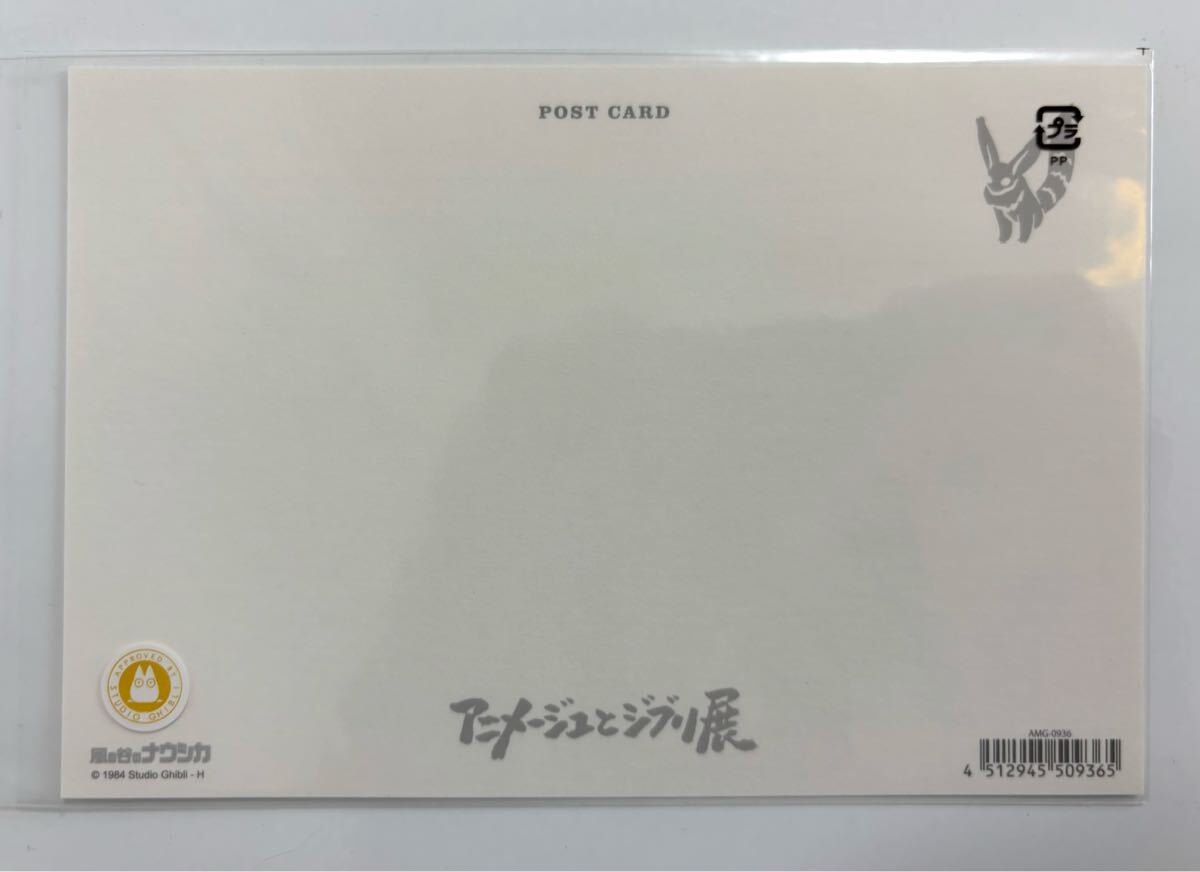 POST CARD
プラ
PP
APPROVED BY
STUDIO GHIBLI
風の谷のナウシカ
© 1984 Studio Ghibli - H
アニメージュとジブリ展
AMG-0936
4 512945 509365